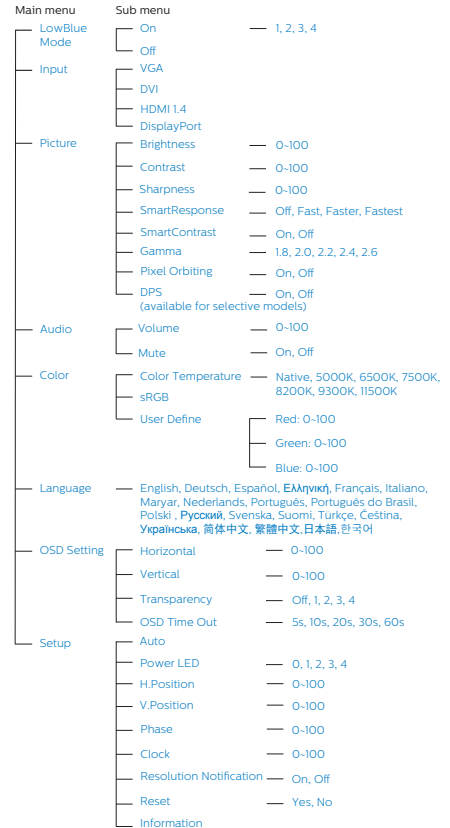 Main menu Sub menu
LowBlue Mode On 1, 2, 3, 4
Off
Input VGA
DVI
HDMI 1.4
DisplayPort
Picture Brightness 0~100
Contrast 0~100
Sharpness 0~100
SmartResponse Off, Fast, Faster, Fastest
SmartContrast On, Off
Gamma 1.8, 2.0, 2.2, 2.4, 2.6
Pixel Orbiting On, Off
DPS On, Off
(available for selective models)
Audio Volume 0~100
Mute On, Off
Color Color Temperature Native, 5000K, 6500K, 7500K,
8200K, 9300K, 11500K
sRGB
User Define Red: 0~100
Green: 0~100
Blue: 0~100
Language English, Deutsch, Español, Ελληνική, Français, Italiano,
Maryar, Nederlands, Português, Português do Brasil,
Polski , Русский, Svenska, Suomi, Türkçe, Čeština,
Українська, 简体中文, 繁體中文,日本語,한국어
OSD Setting Horizontal 0~100
Vertical 0~100
Transparency Off, 1, 2, 3, 4
OSD Time Out 5s, 10s, 20s, 30s, 60s
Setup Auto
Power LED 0, 1, 2, 3, 4
H.Position 0~100
V.Position 0~100
Phase 0~100
Clock 0~100
Resolution Notification On, Off
Reset Yes, No
Information